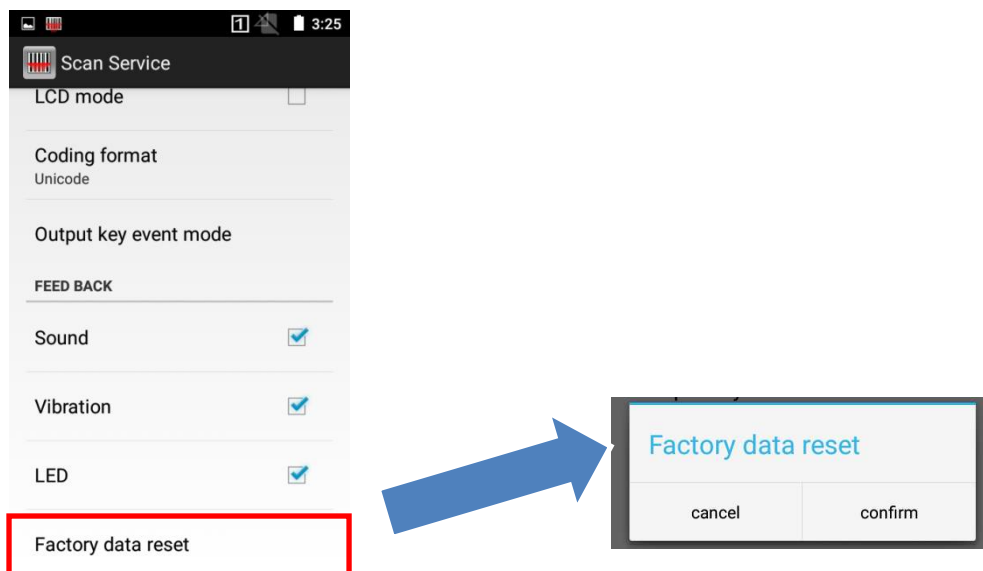 1 3:25
Scan Service
LCD mode
Coding format
Unicode
Output key event mode
FEED BACK
Sound
Vibration
LED
Factory data reset
Factory data reset
cancel confirm